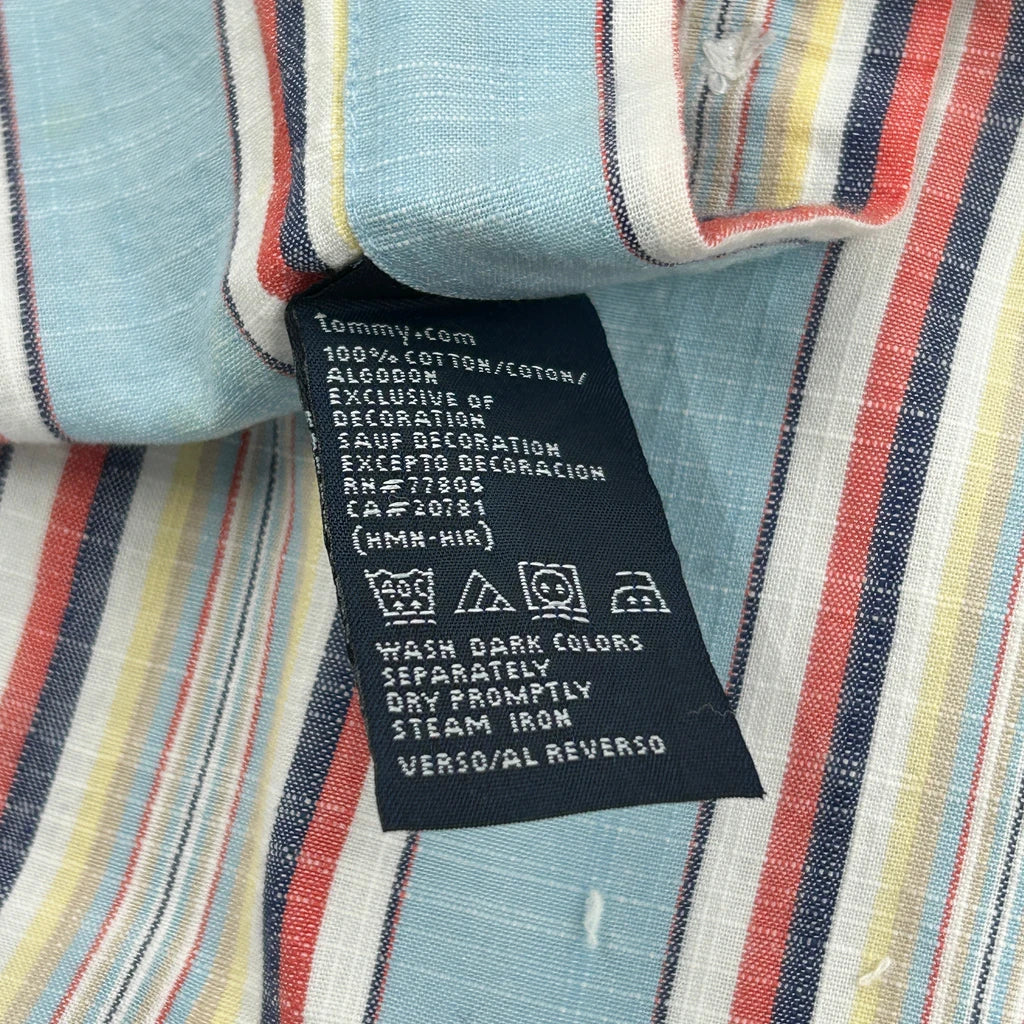 tommy.com
100% COTTON/COTON/
ALGODON
EXCLUSIVE OF
DECORATION
SAUF DECORATION
EXCEPTO DECORACION
RN#77806
CA#20781
(HMN-HIR)
WASH DARK COLORS
SEPARATELY
DRY PROMPTLY
STEAM IRON
VERSO/AL REVERSO